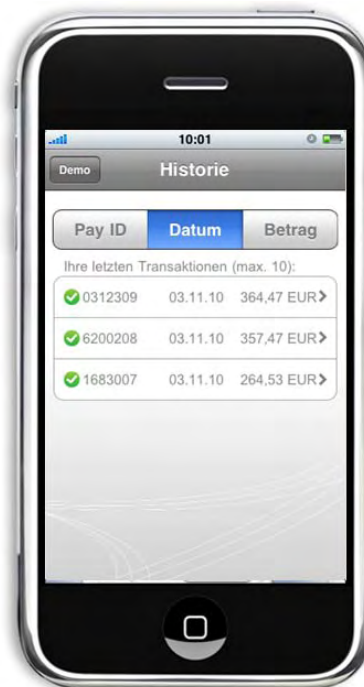 10:01
Demo
Historie
Pay ID Datum Betrag
Ihre letzten Transaktionen (max. 10):
0312309 03.11.10 364,47 EUR
6200208 03.11.10 357,47 EUR
1683007 03.11.10 264,53 EUR